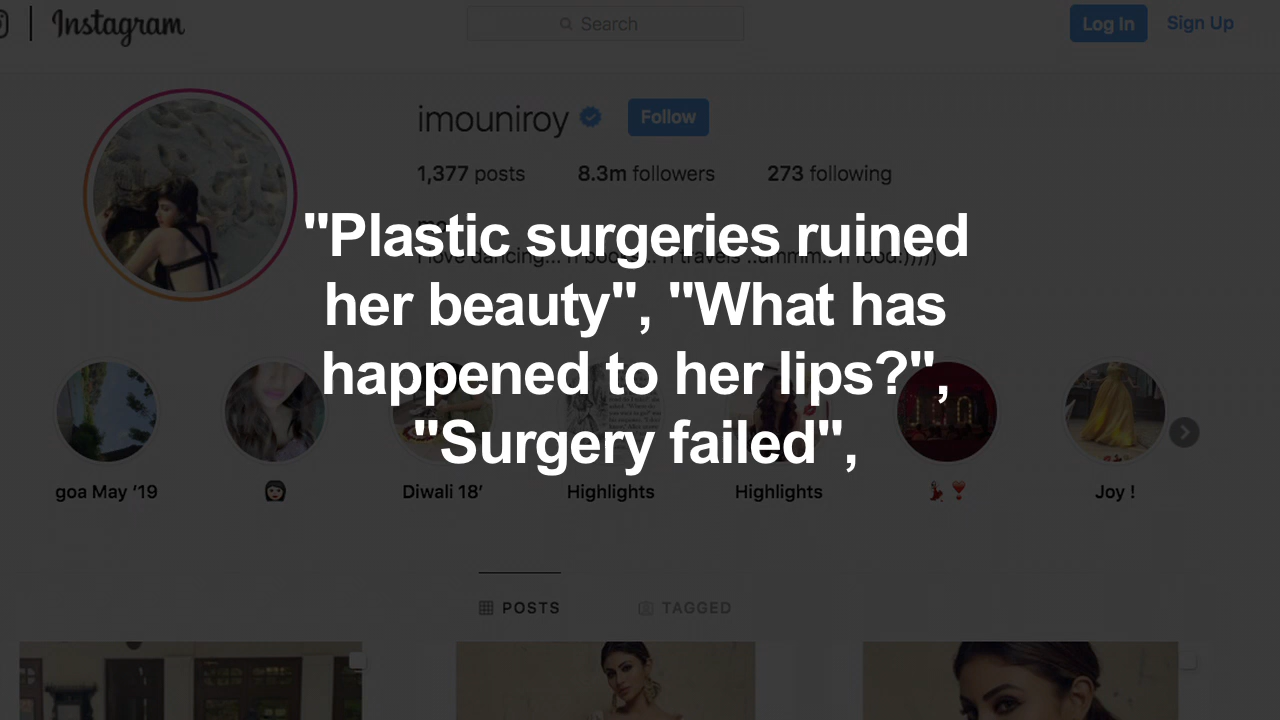 Instagram
Search
Log In
Sign Up
imouniroy
Follow
1,377 posts
8.3m followers
273 following
"Plastic surgeries ruined
her beauty", "What has
happened to her lips?",
"Surgery failed",
goa May ‘19
Diwali 18’
Highlights
Highlights
Joy !
POSTS
TAGGED